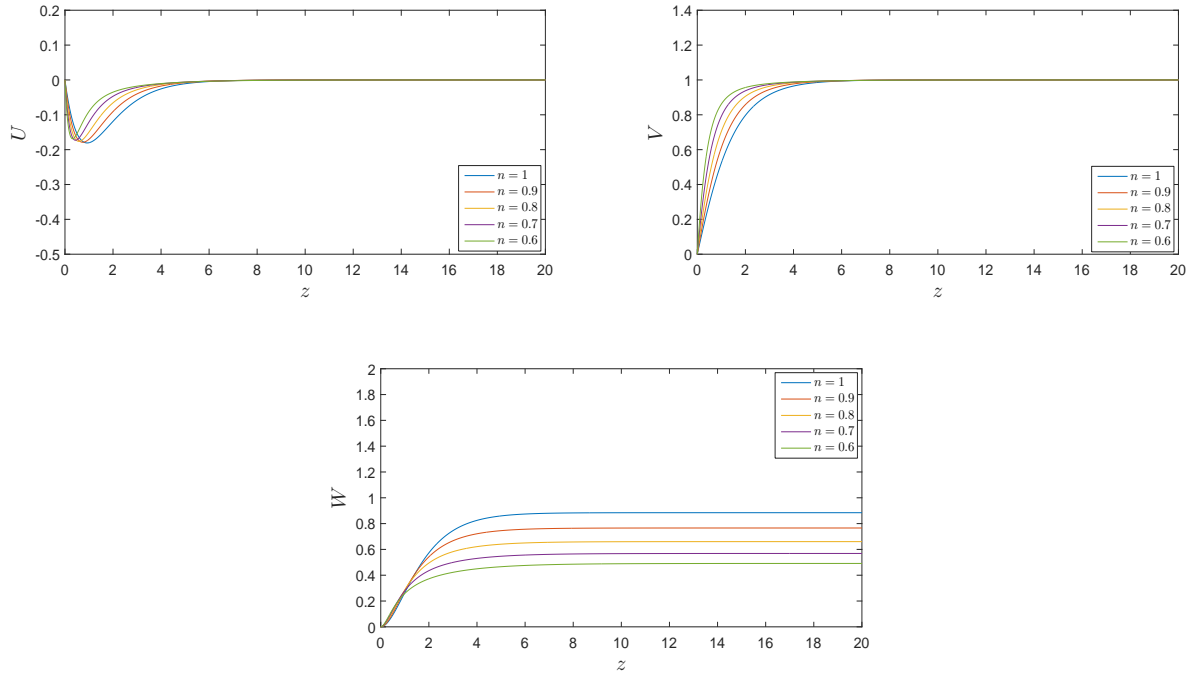 0.2
0.1
0
-0.1
-0.2
-0.3
-0.4
-0.5
U
0 2 4 6 8 10 12 14 16 18 20
z
n = 1
n = 0.9
n = 0.8
n = 0.7
n = 0.6
1.4
1.2
1
0.8
0.6
0.4
0.2
0
V
0 2 4 6 8 10 12 14 16 18 20
z
n = 1
n = 0.9
n = 0.8
n = 0.7
n = 0.6
2
1.8
1.6
1.4
1.2
1
0.8
0.6
0.4
0.2
0
W
0 2 4 6 8 10 12 14 16 18 20
z
n = 1
n = 0.9
n = 0.8
n = 0.7
n = 0.6